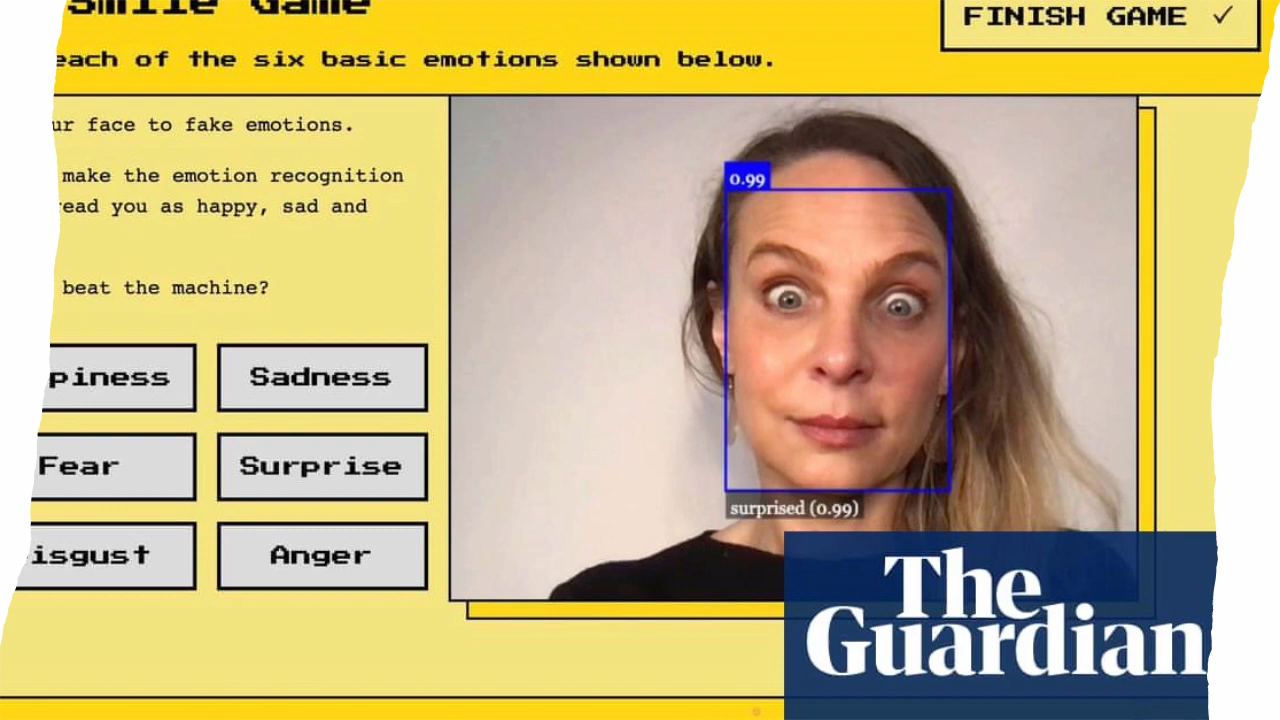 Smile Game
FINISH GAME ✓
each of the six basic emotions shown below.
ur face to fake emotions.
make the emotion recognition
read you as happy, sad and
beat the machine?
piness
Sadness
Fear
Surprise
isgust
Anger
0.99
surprised (0.99)
The
Guardian